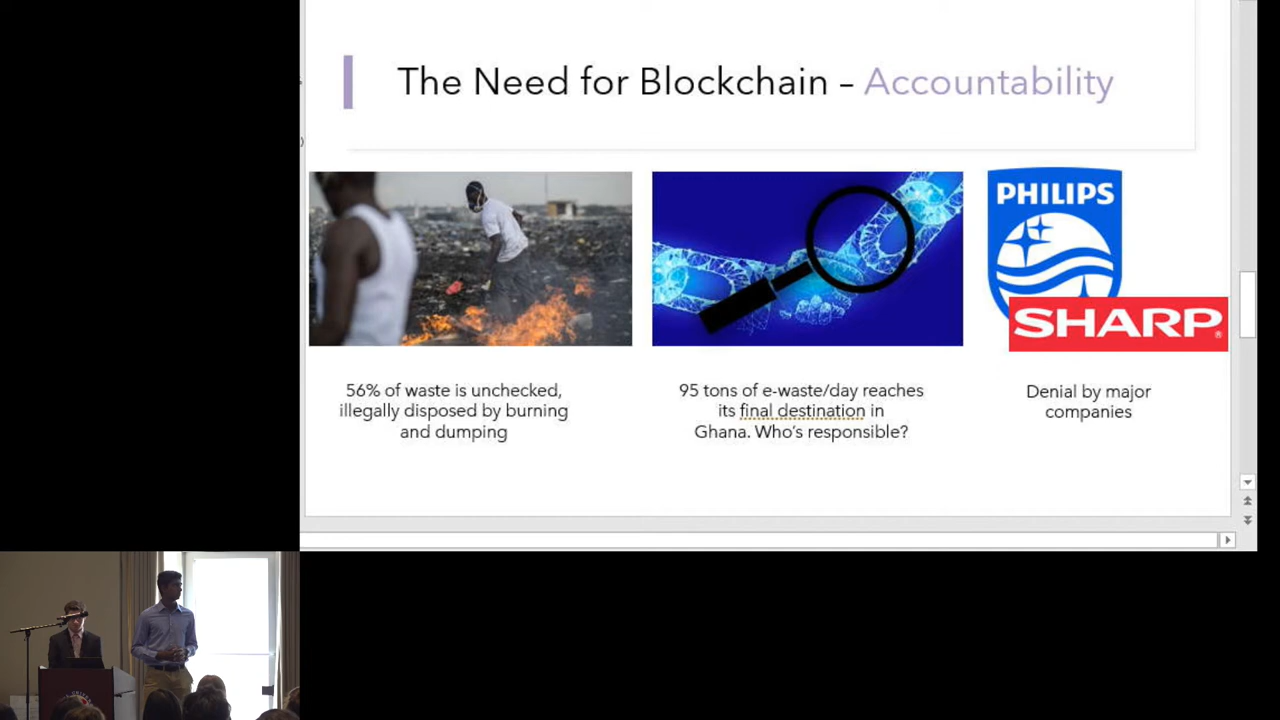 The Need for Blockchain – Accountability
PHILIPS
SHARP®
56% of waste is unchecked,
illegally disposed by burning
and dumping
95 tons of e-waste/day reaches
its final destination in
Ghana. Who's responsible?
Denial by major
companies